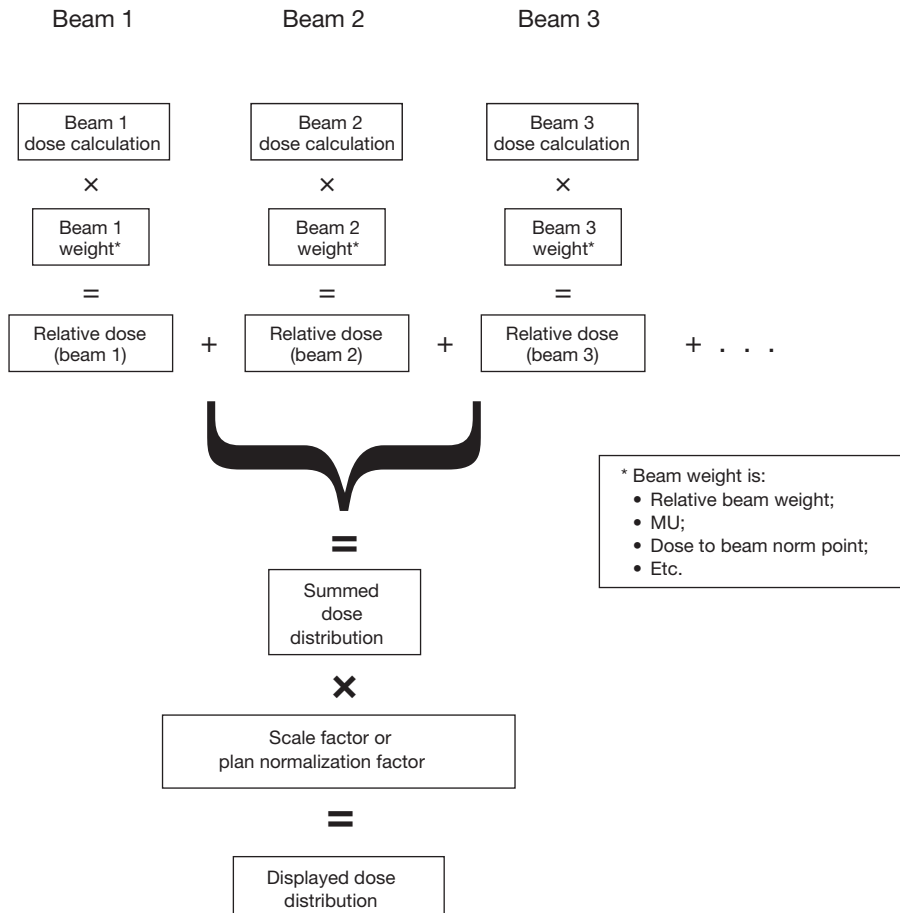 Beam 1 Beam 2 Beam 3
Beam 1 Beam 2 Beam 3
dose calculation dose calculation dose calculation
× × ×
Beam 1 Beam 2 Beam 3
weight* weight* weight*
= = =
Relative dose Relative dose Relative dose
(beam 1) + (beam 2) + (beam 3) + . . .
* Beam weight is:
• Relative beam weight;
• MU;
• Dose to beam norm point;
• Etc.
=
Summed
dose
distribution
×
Scale factor or
plan normalization factor
=
Displayed dose
distribution